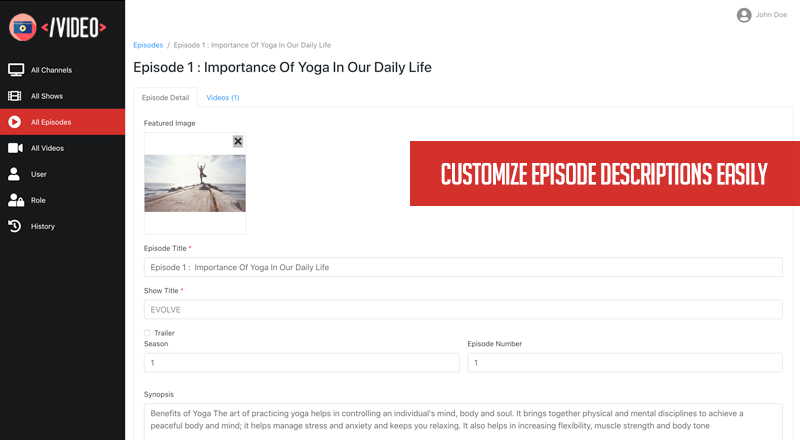 </VIDEO>
John Doe
Episodes / Episode 1 : Importance Of Yoga In Our Daily Life
Episode 1 : Importance Of Yoga In Our Daily Life
All Channels
All Shows
All Episodes
All Videos
User
Role
History
Episode Detail
Videos (1)
Featured Image
CUSTOMIZE EPISODE DESCRIPTIONS EASILY
Episode Title *
Episode 1 : Importance Of Yoga In Our Daily Life
Show Title *
EVOLVE
Trailer
Season
Episode Number
1
1
Synopsis
Benefits of Yoga The art of practicing yoga helps in controlling an individual's mind, body and soul. It brings together physical and mental disciplines to achieve a
peaceful body and mind; it helps manage stress and anxiety and keeps you relaxing. It also helps in increasing flexibility, muscle strength and body tone